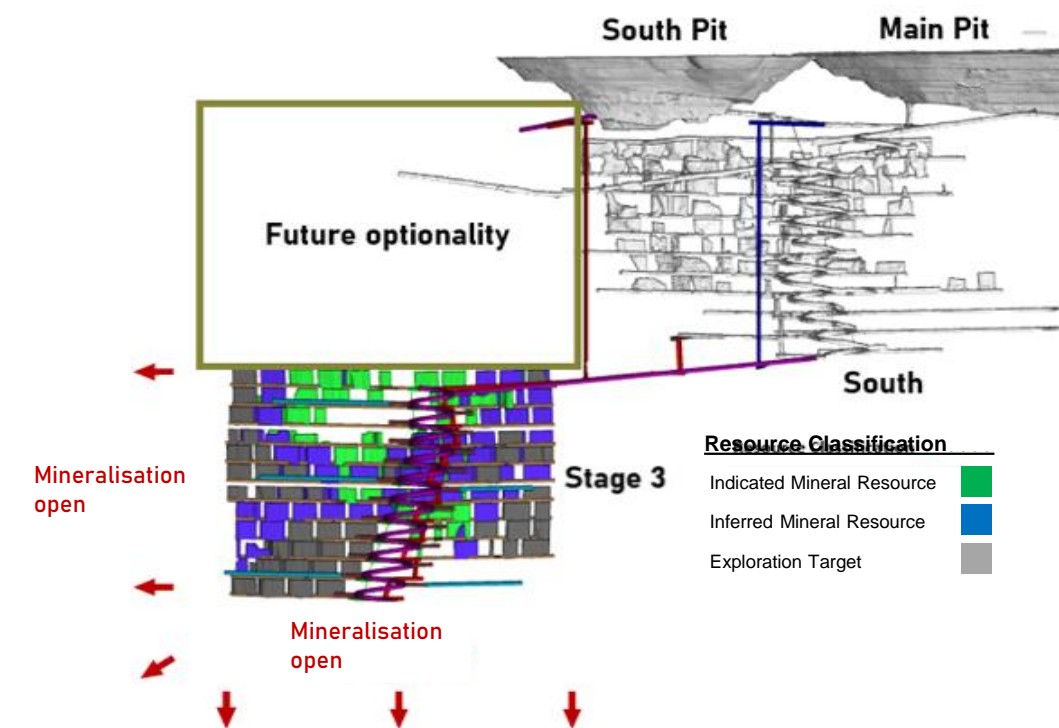 South Pit
Main Pit
Future optionality
South
Stage 3
Mineralisation
open
Mineralisation
open
Resource Classification
Indicated Mineral Resource
Inferred Mineral Resource
Exploration Target